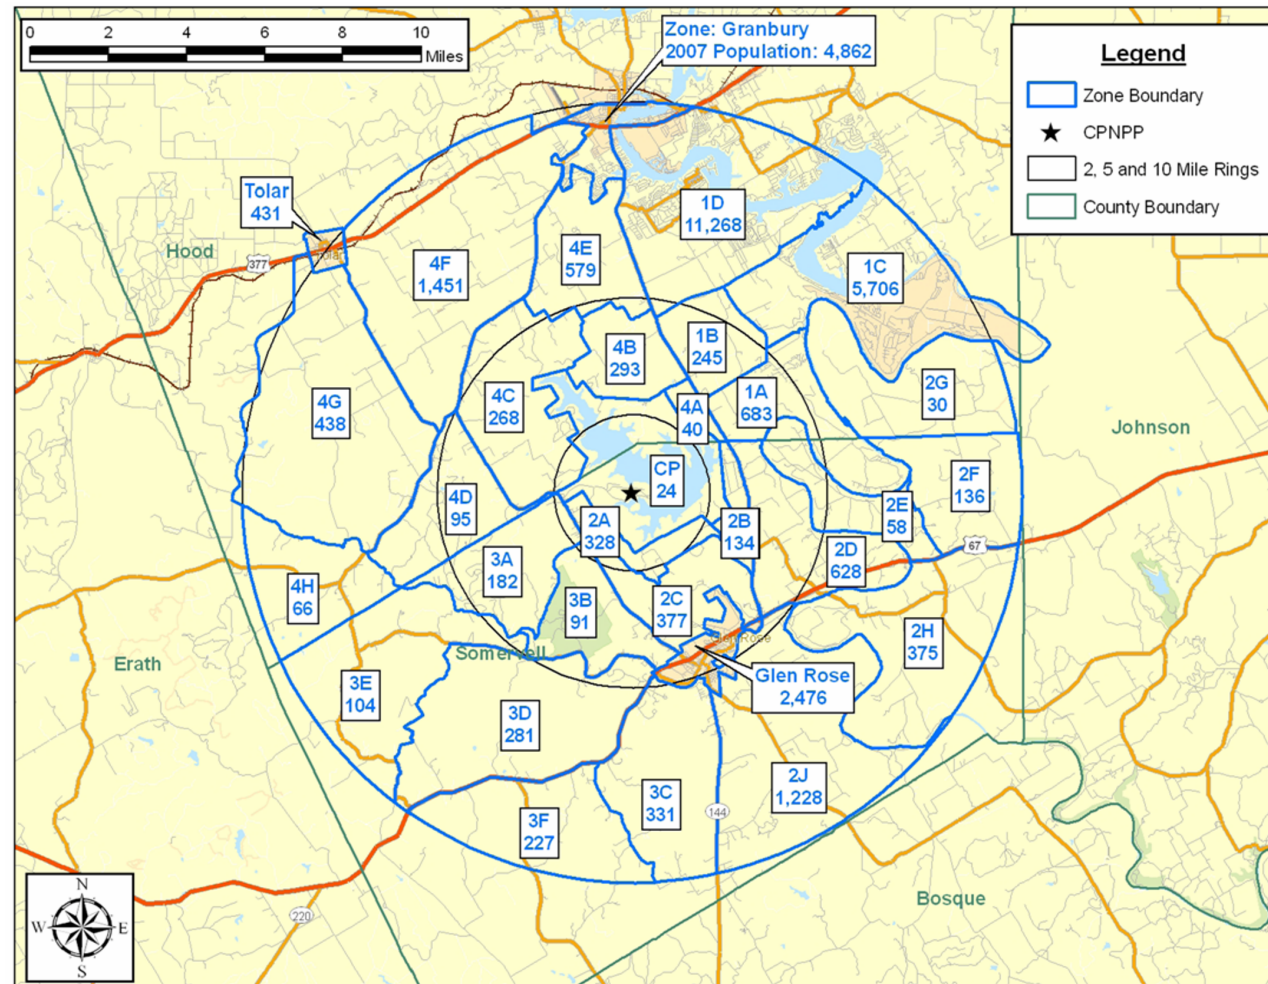 0 2 4 6 8 10
Miles
Zone: Granbury
2007 Population: 4,862
Legend
Zone Boundary
CPNPP
2, 5 and 10 Mile Rings
County Boundary
Tolar
431
Hood
377
Tolar
4F
1,451
4E
579
1D
11,268
1C
5,706
4B
293
1B
245
4G
438
4C
268
4A
40
1A
683
2G
30
Johnson
CP
24
4D
95
2A
328
2B
134
2E
58
2F
136
67
3A
182
2D
628
4H
66
3B
91
2C
377
2H
375
Glen Rose
Somervell
Erath
3E
104
Glen Rose
2,476
3D
281
2J
1,228
3C
331
144
3F
227
Bosque
220
N
W E
S